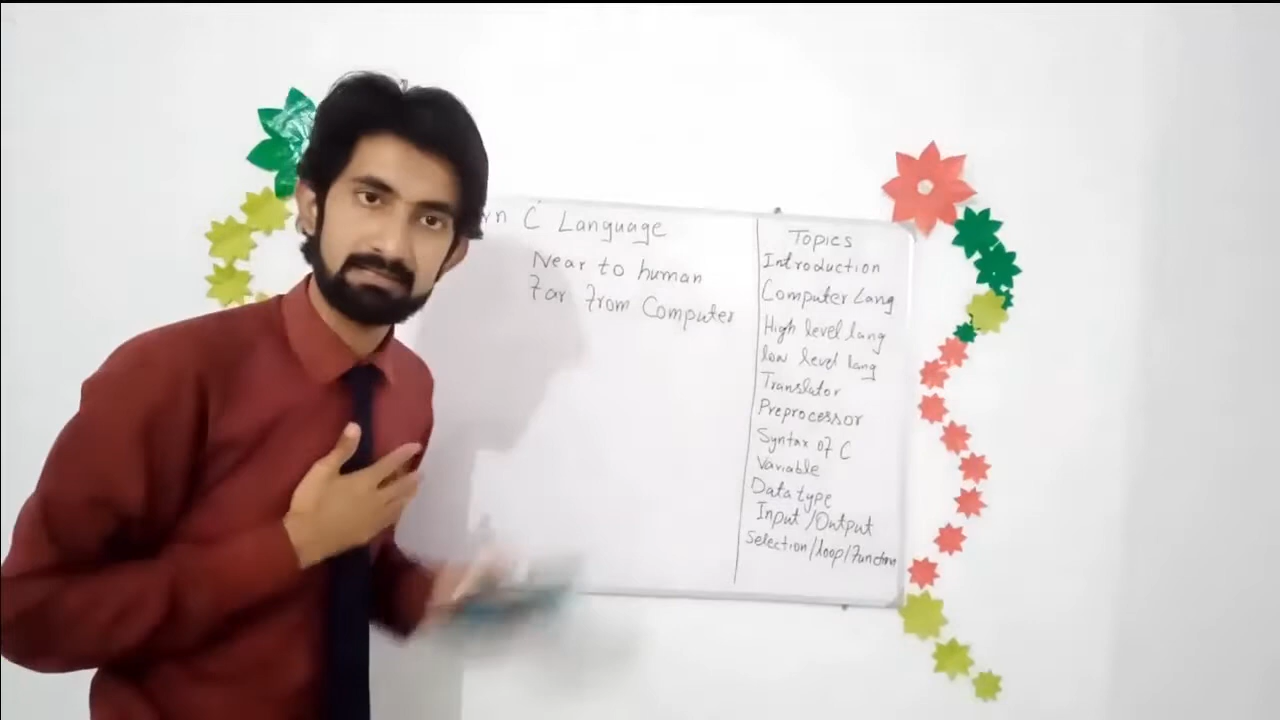 C Language
Near to human
Far From Computer
Topics
Introduction
Computer Lang
High level lang
low level lang
Translator
Preprocessor
Syntax of C
Variable
Data type
Input/Output
Selection/loop/Function